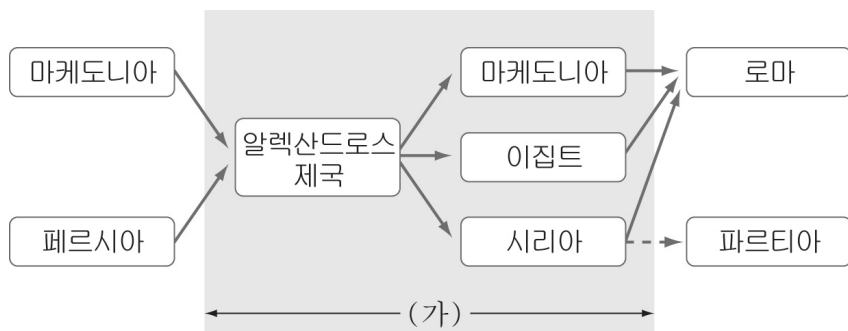 마케도니아
마케도니아
로마
알렉산드로스
제국
이집트
페르시아
시리아
파르티아
(가)